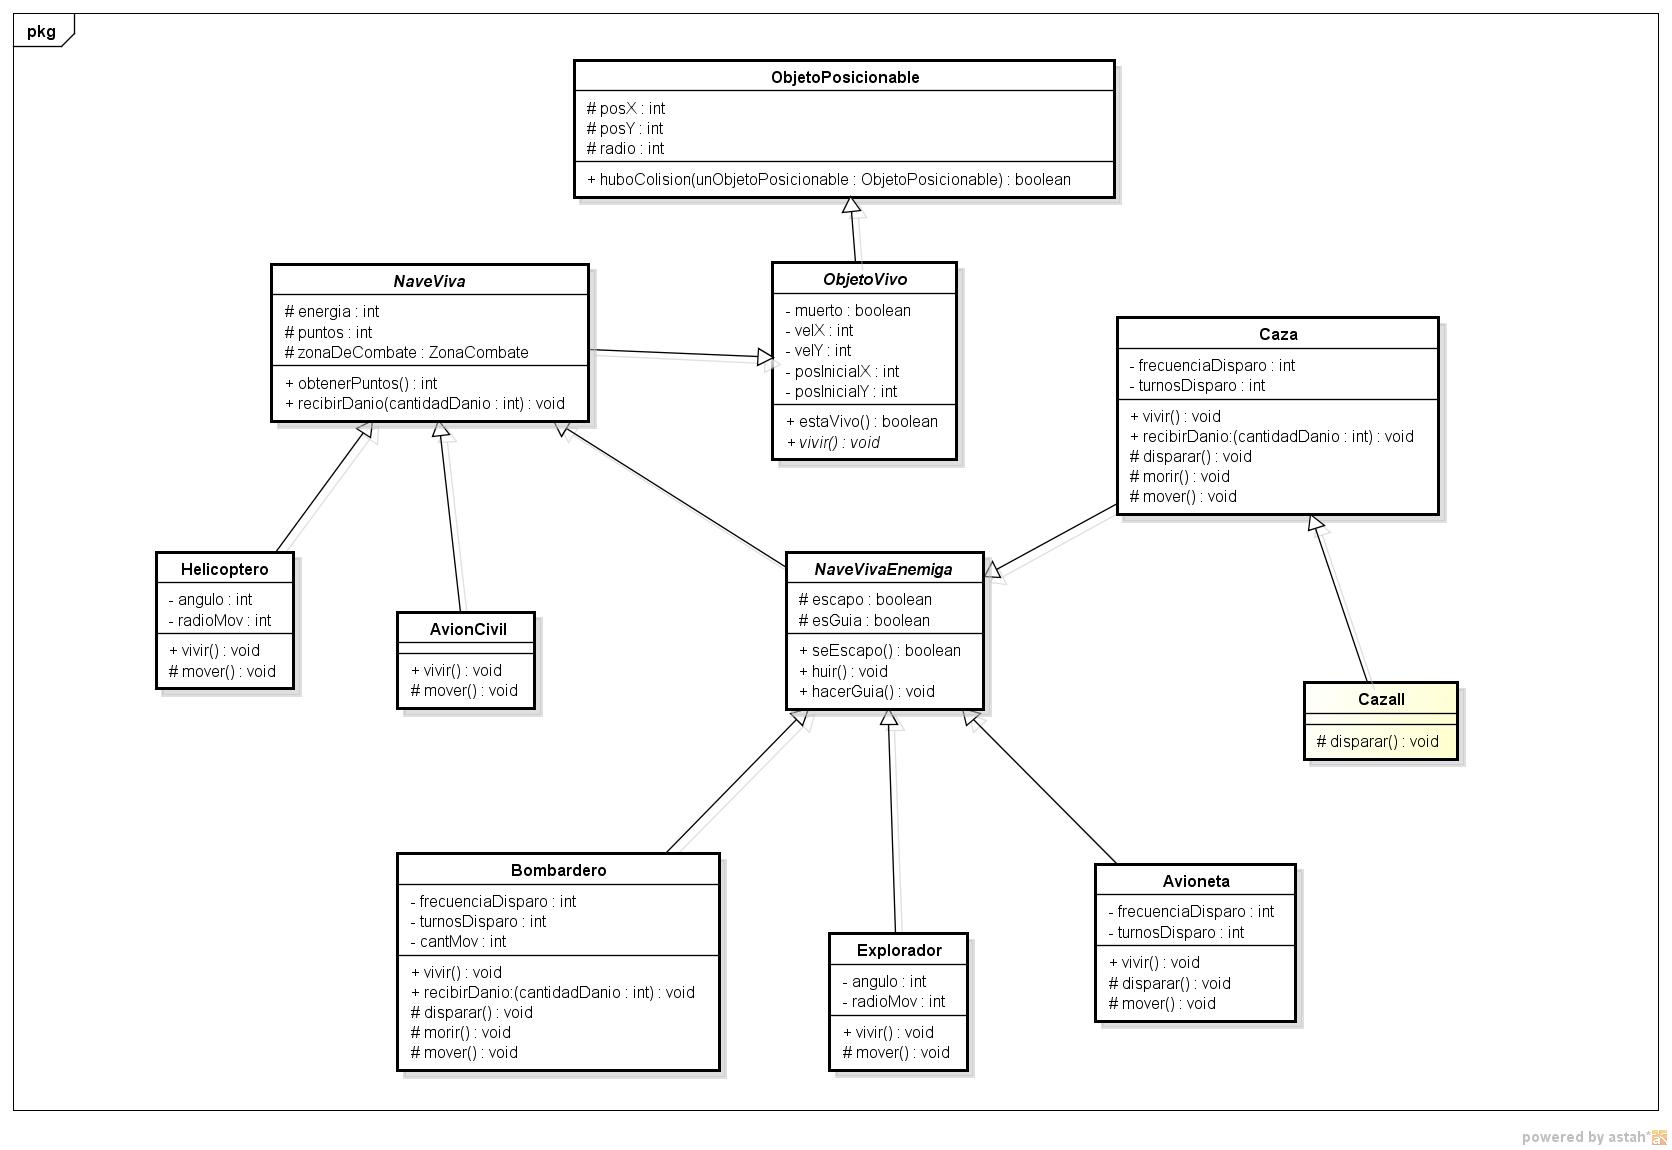 pkg
ObjetoPosicionable
# posX : int
# posY : int
# radio : int
+ huboColision(unObjetoPosicionable : ObjetoPosicionable) : boolean
NaveViva
# energia : int
# puntos : int
# zonaDeCombate : ZonaCombate
+ obtenerPuntos() : int
+ recibirDanio(cantidadDanio : int) : void
ObjetoVivo
- muerto : boolean
- velX : int
- velY : int
- posInicialX : int
- posInicialY : int
+ estaVivo() : boolean
+ vivir() : void
Caza
- frecuenciaDisparo : int
- turnosDisparo : int
+ vivir() : void
+ recibirDanio:(cantidadDanio : int) : void
# disparar() : void
# morir() : void
# mover() : void
Helicoptero
- angulo : int
- radioMov : int
+ vivir() : void
# mover() : void
AvionCivil
+ vivir() : void
# mover() : void
NaveVivaEnemiga
# escapo : boolean
# esGuia : boolean
+ seEscapo() : boolean
+ huir() : void
+ hacerGuia() : void
CazaII
# disparar() : void
Bombardero
- frecuenciaDisparo : int
- turnosDisparo : int
- cantMov : int
+ vivir() : void
+ recibirDanio:(cantidadDanio : int) : void
# disparar() : void
# morir() : void
# mover() : void
Explorador
- angulo : int
- radioMov : int
+ vivir() : void
# mover() : void
Avioneta
- frecuenciaDisparo : int
- turnosDisparo : int
+ vivir() : void
# disparar() : void
# mover() : void
powered by astah*